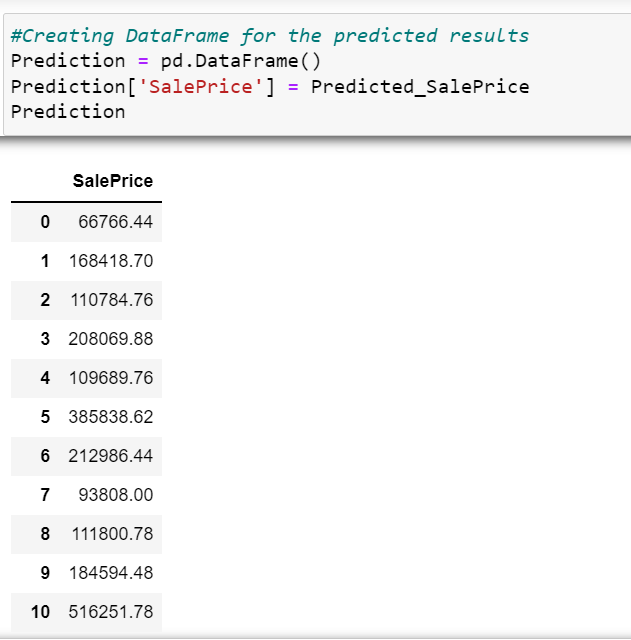 #Creating DataFrame for the predicted results
Prediction = pd.DataFrame()
Prediction['SalePrice'] = Predicted_SalePrice
Prediction
SalePrice
0 66766.44
1 168418.70
2 110784.76
3 208069.88
4 109689.76
5 385838.62
6 212986.44
7 93808.00
8 111800.78
9 184594.48
10 516251.78